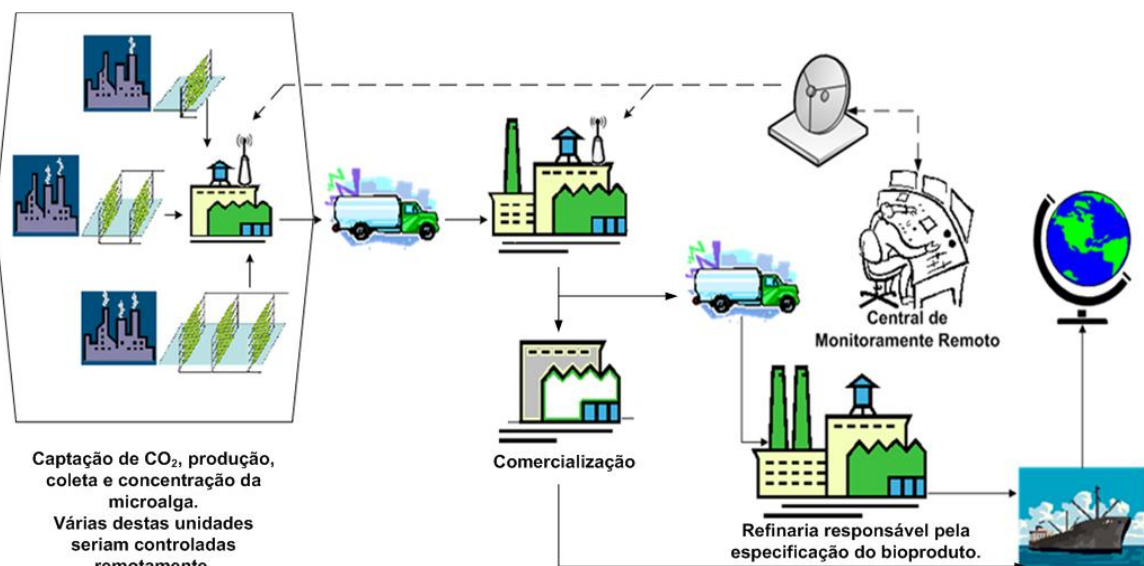 Central de
Monitoramente Remoto
Comercialização
Captação de CO₂, produção,
coleta e concentração da
microalga.
Várias destas unidades
seriam controladas
remotamente
Refinaria responsável pela
especificação do bioproduto.